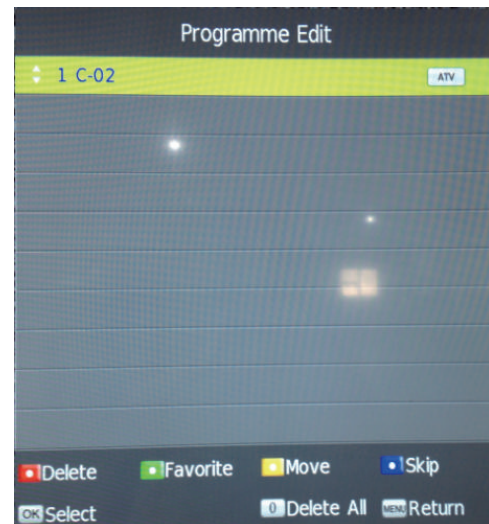 Programme Edit
1 C-02 ATV
Delete Favorite Move Skip
OK Select 0 Delete All MENU Return